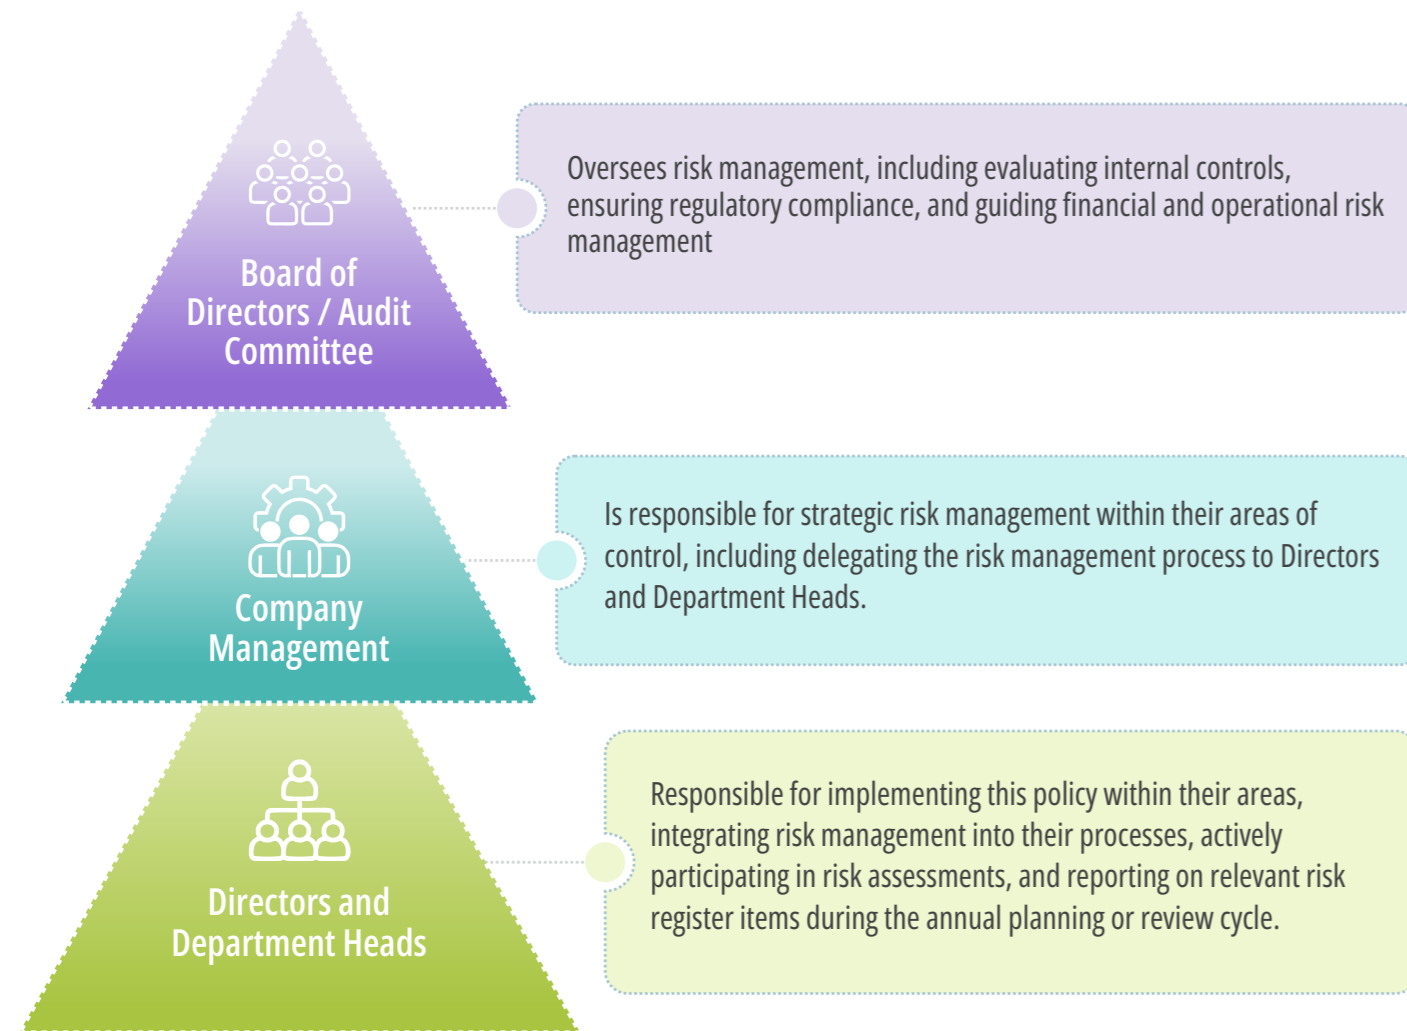 Board of
Directors / Audit
Committee
Oversees risk management, including evaluating internal controls,
ensuring regulatory compliance, and guiding financial and operational risk
management
Company
Management
Is responsible for strategic risk management within their areas of
control, including delegating the risk management process to Directors
and Department Heads.
Directors and
Department Heads
Responsible for implementing this policy within their areas,
integrating risk management into their processes, actively
participating in risk assessments, and reporting on relevant risk
register items during the annual planning or review cycle.